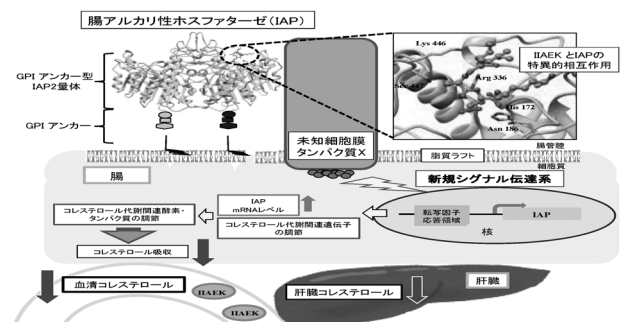 腸アルカリ性ホスファターゼ(IAP)
GPI アンカー型
IAP2量体
GPI アンカー
Lys 446
Arg 336
His 172
Asn 186
IIAEKとIAPの
特異的相互作用
未知細胞膜
タンパク質X
脂質ラフト
腸管腔
細胞質
腸
新規シグナル伝達系
IAP
mRNAレベル
コレステロール代謝関連遺伝子
の調節
コレステロール代謝関連酵素・
タンパク質の調節
転写因子
応答領域
IAP
核
コレステロール吸収
血清コレステロール
IIAEK
IIAEK
肝臓コレステロール
肝臓